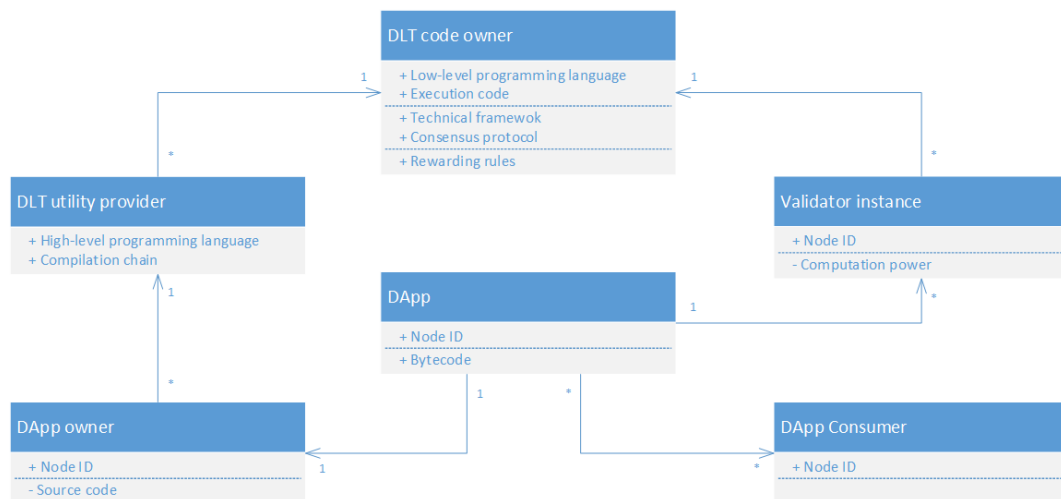 DLT code owner
+ Low-level programming language
+ Execution code
+ Technical framewok
+ Consensus protocol
+ Rewarding rules
1
1
*
*
DLT utility provider
+ High-level programming language
+ Compilation chain
Validator instance
+ Node ID
- Computation power
DApp
+ Node ID
+ Bytecode
1
*
1
*
1
*
DApp owner
+ Node ID
- Source code
1
*
DApp Consumer
+ Node ID